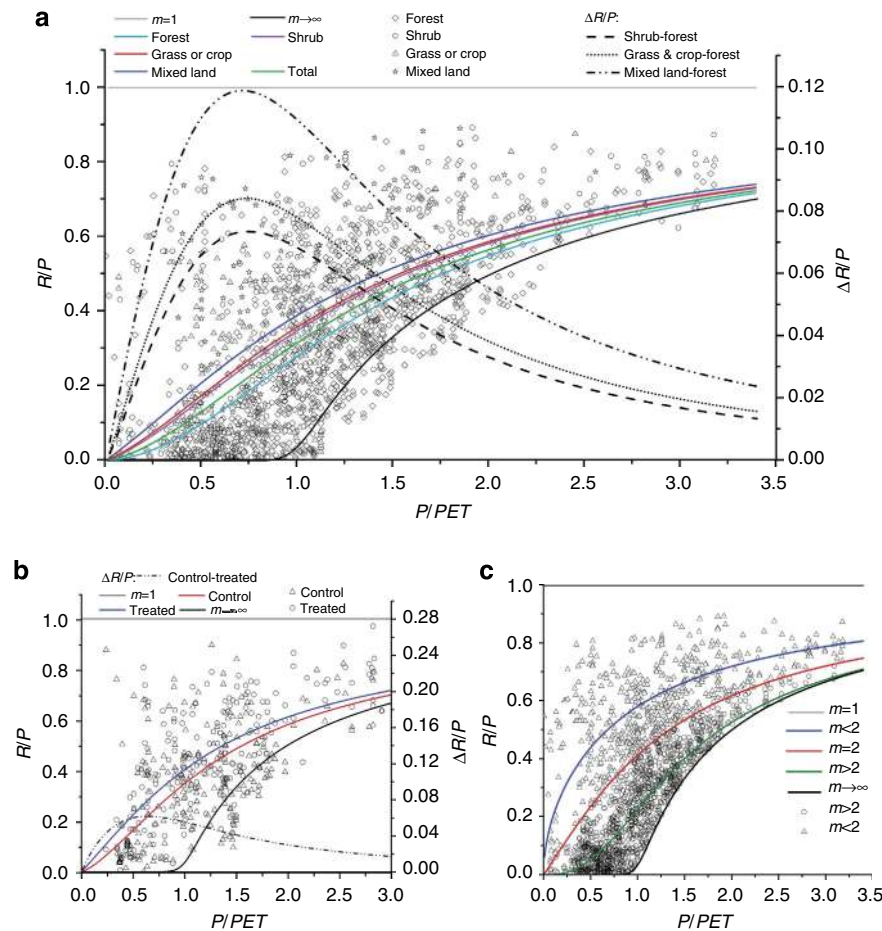 a
m=1
m→∞
Forest
ΔR/P:
Forest
Shrub
Shrub
Shrub-forest
Grass or crop
Grass or crop
Grass & crop-forest
Mixed land
Total
Mixed land
Mixed land-forest
1.0
0.8
0.6
0.4
0.2
0.0
R/P
0.12
0.10
0.08
0.06
0.04
0.02
0.00
ΔR/P
0.0 0.5 1.0 1.5 2.0 2.5 3.0 3.5
P/PET
b
ΔR/P: Control-treated
m=1
Control
Control
Treated
m→∞
Treated
1.0
0.8
0.6
0.4
0.2
0.0
R/P
0.28
0.24
0.20
0.16
0.12
0.08
0.04
0.00
ΔR/P
0.0 0.5 1.0 1.5 2.0 2.5 3.0
P/PET
c
1.0
0.8
0.6
0.4
0.2
0.0
R/P
m=1
m<2
m=2
m>2
m→∞
m>2
m<2
0.0 0.5 1.0 1.5 2.0 2.5 3.0 3.5
P/PET